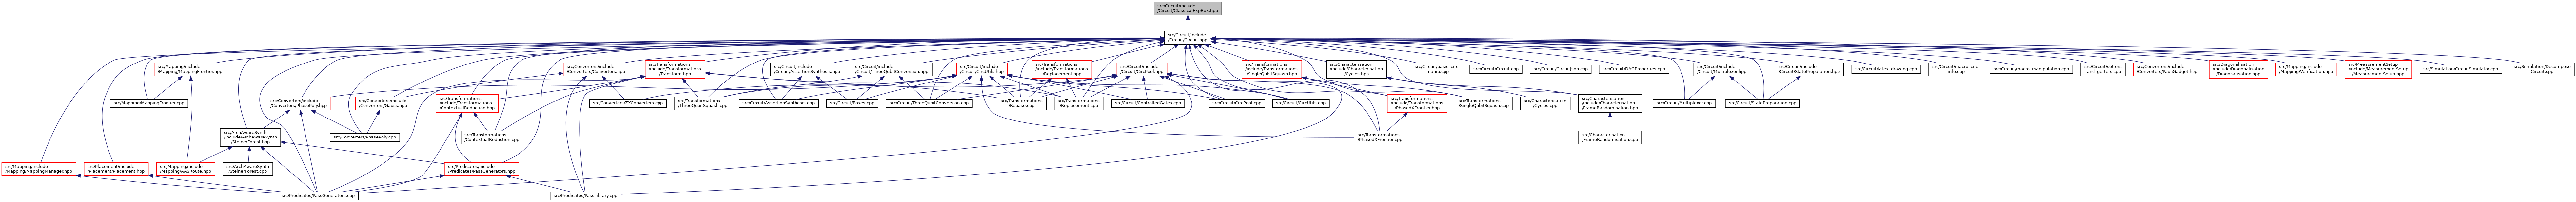 src/Circuit/include
/Circuit/ClassicalExpBox.hpp
src/Circuit/include
/Circuit/Circuit.hpp
src/Mapping/include
/Mapping/MappingFrontier.hpp
src/Converters/include
/Converters/Converters.hpp
src/Transformations
/include/Transformations
/Transform.hpp
src/Circuit/include
/Circuit/AssertionSynthesis.hpp
src/Circuit/include
/Circuit/ThreeQubitConversion.hpp
src/Circuit/include
/Circuit/CircUtils.hpp
src/Transformations
/include/Transformations
/Replacement.hpp
src/Circuit/include
/Circuit/CircPool.hpp
src/Transformations
/include/Transformations
/SingleQubitSquash.hpp
src/Characterisation
/include/Characterisation
/Cycles.hpp
src/Circuit/basic_circ
_manip.cpp
src/Circuit/Circuit.cpp
src/Circuit/CircuitJson.cpp
src/Circuit/DAGProperties.cpp
src/Circuit/include
/Circuit/Multiplexor.hpp
src/Circuit/include
/Circuit/StatePreparation.hpp
src/Circuit/latex_drawing.cpp
src/Circuit/macro_circ
_info.cpp
src/Circuit/macro_manipulation.cpp
src/Circuit/setters
_and_getters.cpp
src/Converters/include
/Converters/PauliGadget.hpp
src/Diagonalisation
/include/Diagonalisation
/Diagonalisation.hpp
src/Mapping/include
/Mapping/Verification.hpp
src/MeasurementSetup
/include/MeasurementSetup
/MeasurementSetup.hpp
src/Simulation/CircuitSimulator.cpp
src/Simulation/Decompose
Circuit.cpp
src/Mapping/MappingFrontier.cpp
src/Converters/include
/Converters/PhasePoly.hpp
src/Converters/include
/Converters/Gauss.hpp
src/Transformations
/include/Transformations
/ContextualReduction.hpp
src/Converters/ZXConverters.cpp
src/Transformations
/ThreeQubitSquash.cpp
src/Circuit/AssertionSynthesis.cpp
src/Circuit/Boxes.cpp
src/Circuit/ThreeQubitConversion.cpp
src/Transformations
/Rebase.cpp
src/Transformations
/Replacement.cpp
src/Circuit/ControlledGates.cpp
src/Circuit/CircPool.cpp
src/Circuit/CircUtils.cpp
src/Transformations
/include/Transformations
/PhasedXFrontier.hpp
src/Transformations
/SingleQubitSquash.cpp
src/Characterisation
/Cycles.cpp
src/Characterisation
/include/Characterisation
/FrameRandomisation.hpp
src/Circuit/Multiplexor.cpp
src/Circuit/StatePreparation.cpp
src/ArchAwareSynth
/include/ArchAwareSynth
/SteinerForest.hpp
src/Converters/PhasePoly.cpp
src/Transformations
/ContextualReduction.cpp
src/Transformations
/PhasedXFrontier.cpp
src/Characterisation
/FrameRandomisation.cpp
src/Mapping/include
/Mapping/MappingManager.hpp
src/Placement/include
/Placement/Placement.hpp
src/Mapping/include
/Mapping/AASRoute.hpp
src/ArchAwareSynth
/SteinerForest.cpp
src/Predicates/include
/Predicates/PassGenerators.hpp
src/Predicates/PassGenerators.cpp
src/Predicates/PassLibrary.cpp